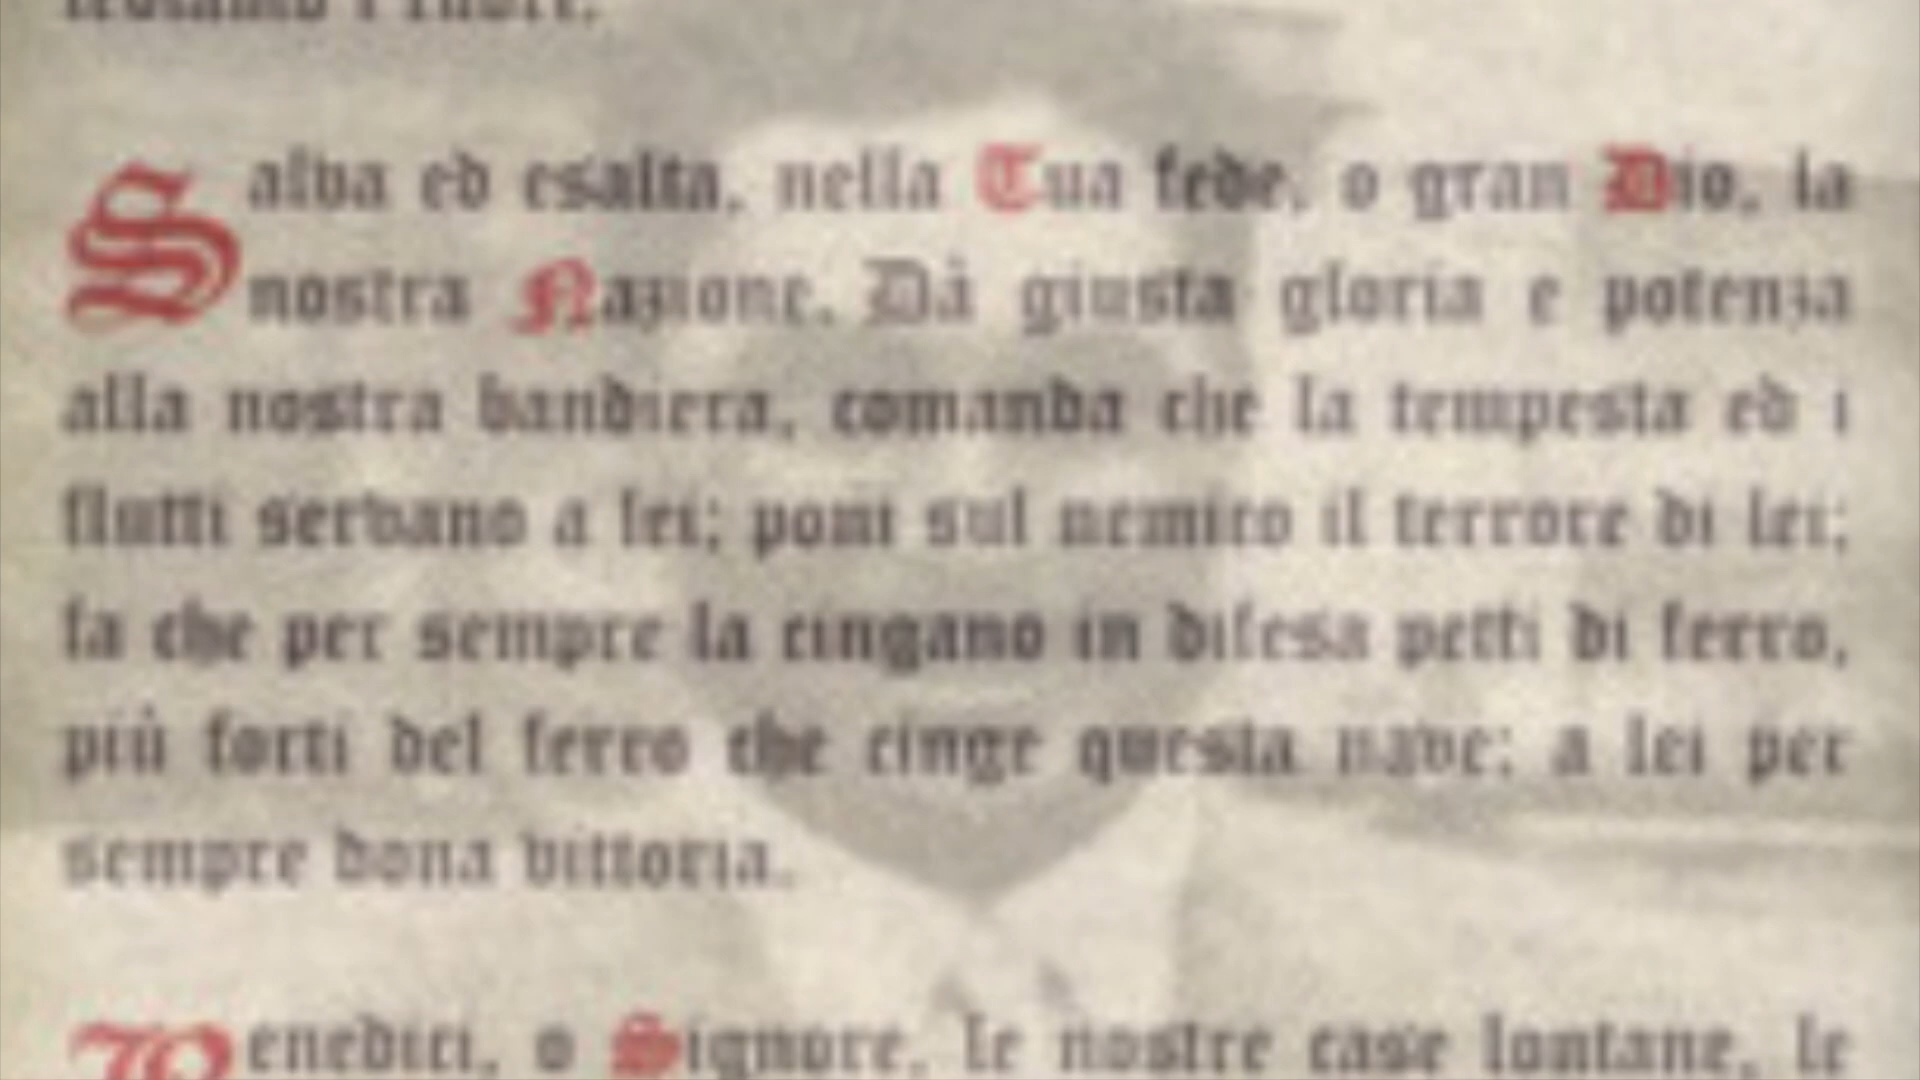 Salva ed esalta, nella Tua fede, o gran Dio, la
nostra Nazione. Dà giusta gloria e potenza
alla nostra bandiera, comanda che la tempesta ed i
flutti servano a lei; poni sul nemico il terrore di lei;
fa che per sempre la cingano in difesa petti di ferro,
più forti del ferro che cinge questa nave; a lei per
sempre dona vittoria.
Benedici, o Signore, le nostre case lontane, le